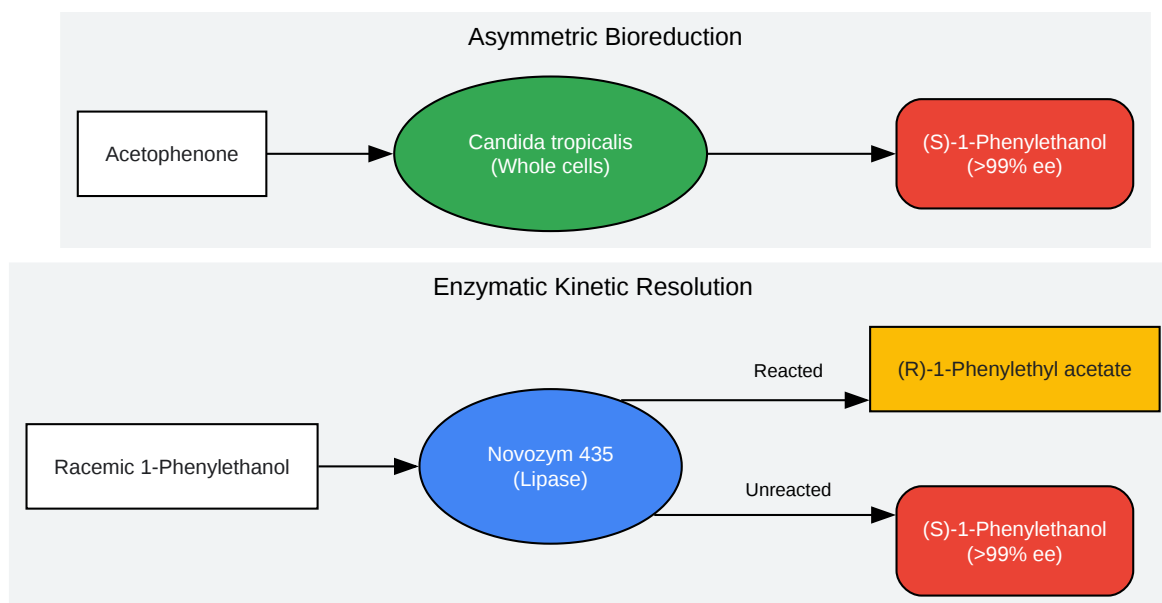 Asymmetric Bioreduction
Acetophenone
Candida tropicalis
(Whole cells)
(S)-1-Phenylethanol
(>99% ee)
Enzymatic Kinetic Resolution
Racemic 1-Phenylethanol
Novozym 435
(Lipase)
Reacted
(R)-1-Phenylethyl acetate
Unreacted
(S)-1-Phenylethanol
(>99% ee)